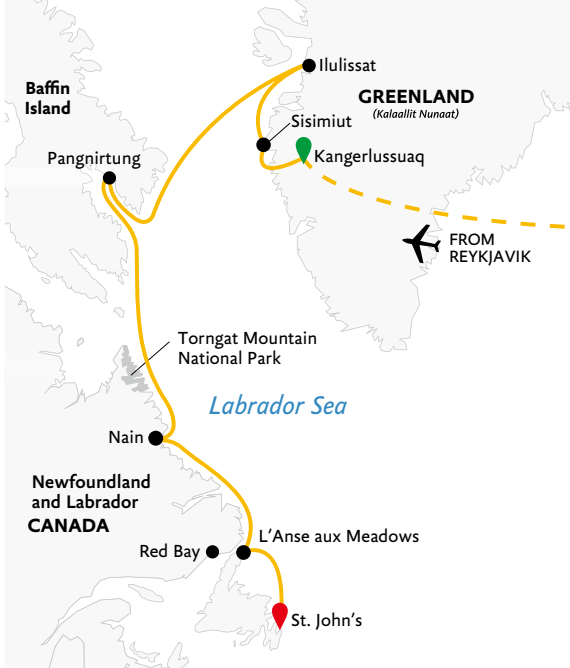 Ilulissat
Baffin
Island
GREENLAND
(Kalaallit Nunaat)
Sisimiut
Pangnirtung
Kangerlussuaq
FROM
REYKJAVIK
Torngat Mountain
National Park
Labrador Sea
Nain
Newfoundland
and Labrador
CANADA
L'Anse aux Meadows
Red Bay
St. John's